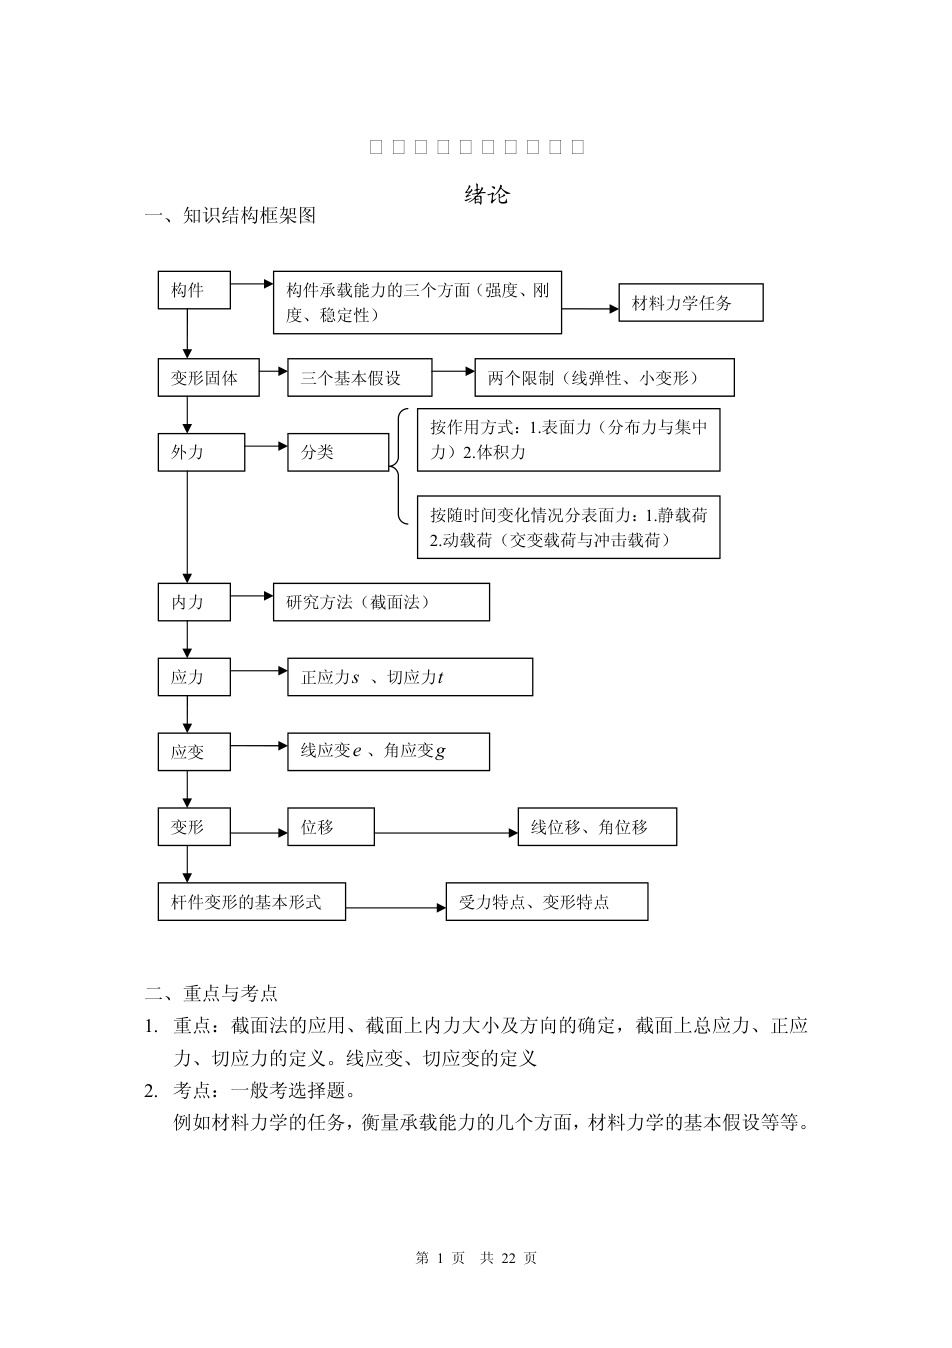 绪论
一、知识结构框架图
构件
构件承载能力的三个方面（强度、刚
度、稳定性）
材料力学任务
变形固体
三个基本假设
两个限制（线弹性、小变形）
外力
分类
按作用方式：1.表面力（分布力与集中
力）2.体积力
按随时间变化情况分表面力：1.静载荷
2.动载荷（交变载荷与冲击载荷）
内力
研究方法（截面法）
应力
正应力s 、切应力t
应变
线应变e 、角应变g
变形
位移
线位移、角位移
杆件变形的基本形式
受力特点、变形特点
二、重点与考点
1. 重点：截面法的应用、截面上内力大小及方向的确定，截面上总应力、正应
力、切应力的定义。线应变、切应变的定义
2. 考点：一般考选择题。
例如材料力学的任务，衡量承载能力的几个方面，材料力学的基本假设等等。
第 1 页 共 22 页